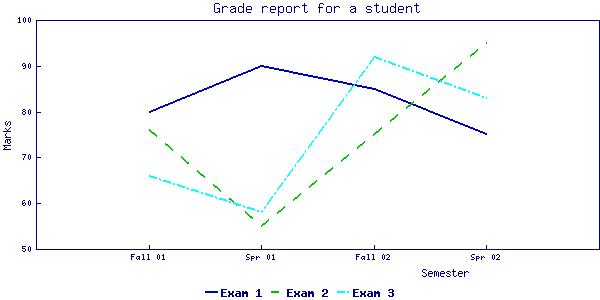 Grade report for a student
100
90
80
70
60
50
Marks
Fall 01 Spr 01 Fall 02 Spr 02
Semester
Exam 1 Exam 2 Exam 3